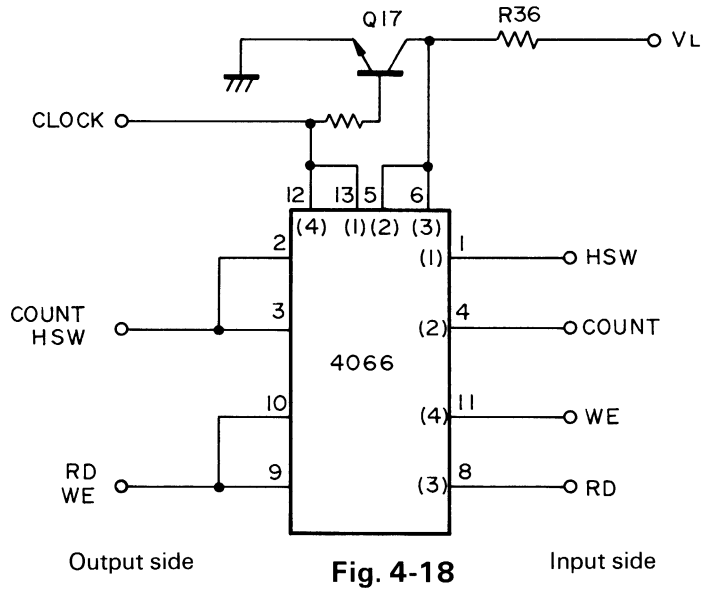 Q17
R36
VL
CLOCK
12
13
5
6
(4)
(1)
(2)
(3)
2
(1)
1
HSW
COUNT
HSW
3
(2)
4
COUNT
4066
10
(4)
11
WE
RD
WE
9
(3)
8
RD
Output side
Fig. 4-18
Input side